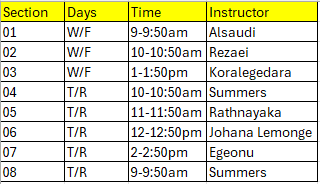 Section Days Time Instructor
01 W/F 9-9:50am Alsaudi
02 W/F 10-10:50am Rezaei
03 W/F 1-1:50pm Koralegedara
04 T/R 10-10:50am Summers
05 T/R 11-11:50am Rathnayaka
06 T/R 12-12:50pm Johana Lemonge
07 T/R 2-2:50pm Egeonu
08 T/R 9-9:50am Summers